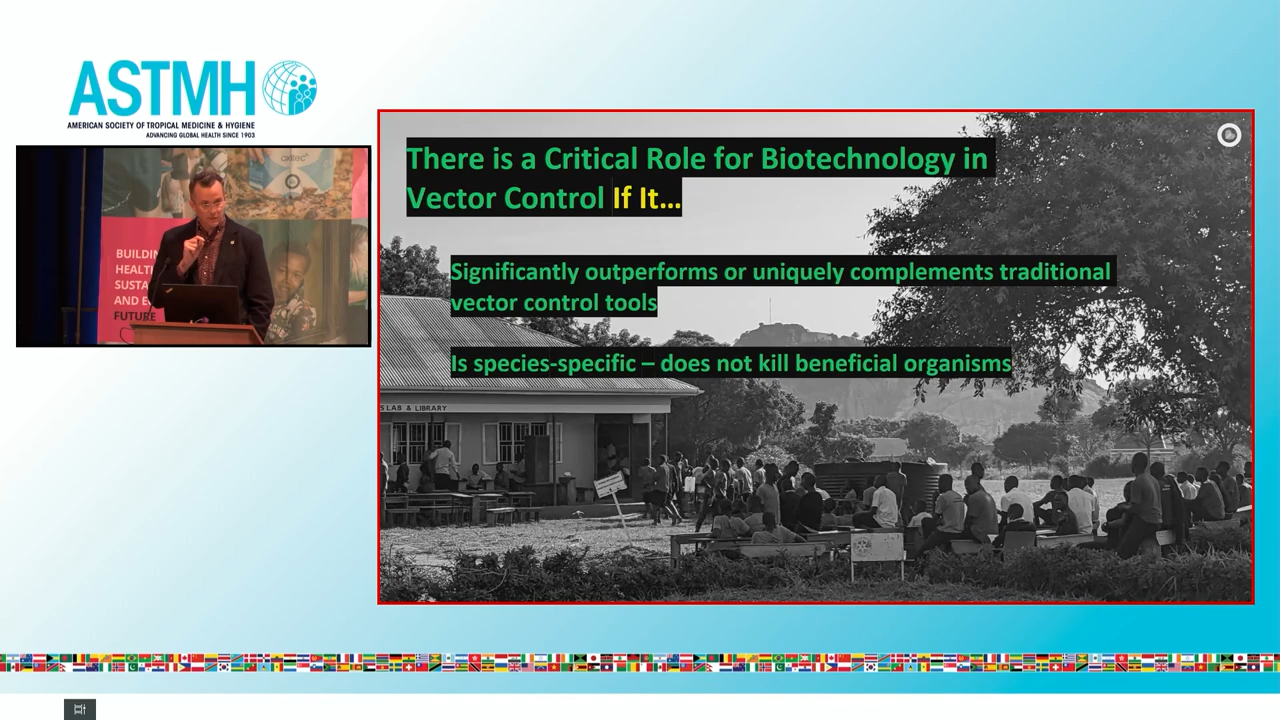 ASTMH
AMERICAN SOCIETY OF TROPICAL MEDICINE & HYGIENE
ADVANCING GLOBAL HEALTH SINCE 1903
oxitec
BUILDIN
HEALTH
SUSTA
AND E
FUTURE
There is a Critical Role for Biotechnology in
Vector Control If It...
Significantly outperforms or uniquely complements traditional
vector control tools
Is species-specific – does not kill beneficial organisms
S LAB & LIBRARY